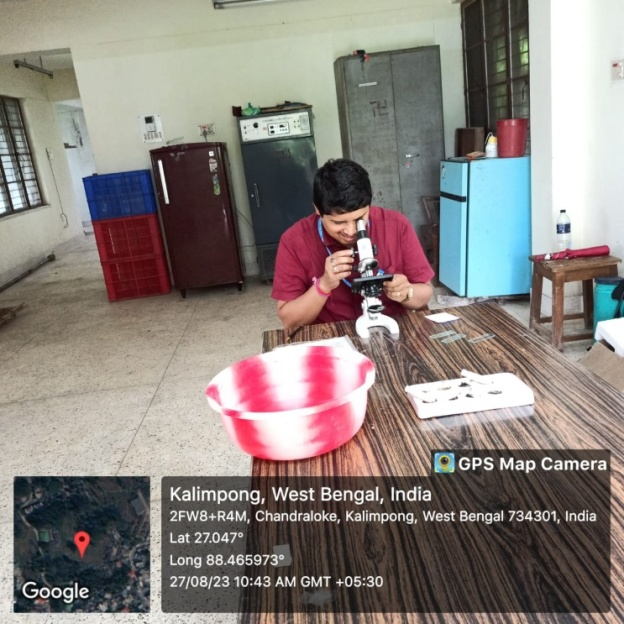 GPS Map Camera
Kalimpong, West Bengal, India
2FW8+R4M, Chandraloke, Kalimpong, West Bengal 734301, India
Lat 27.047°
Long 88.465973°
27/08/23 10:43 AM GMT +05:30
Google